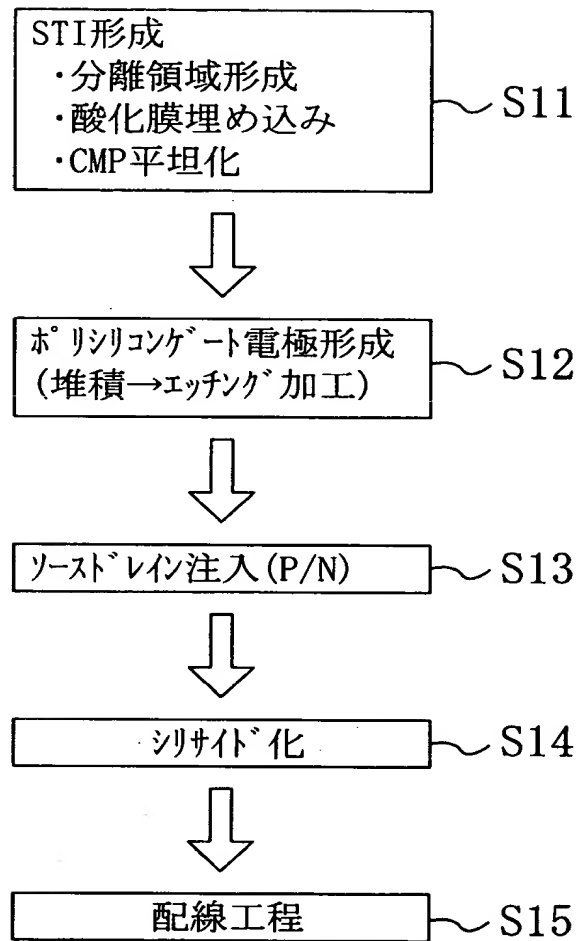 STI形成
・分離領域形成
・酸化膜埋め込み
・CMP平坦化
S11
ポリシリコンゲート電極形成
(堆積→エッチング加工)
S12
ソースドレイン注入(P/N)
S13
シリサイド化
S14
配線工程
S15